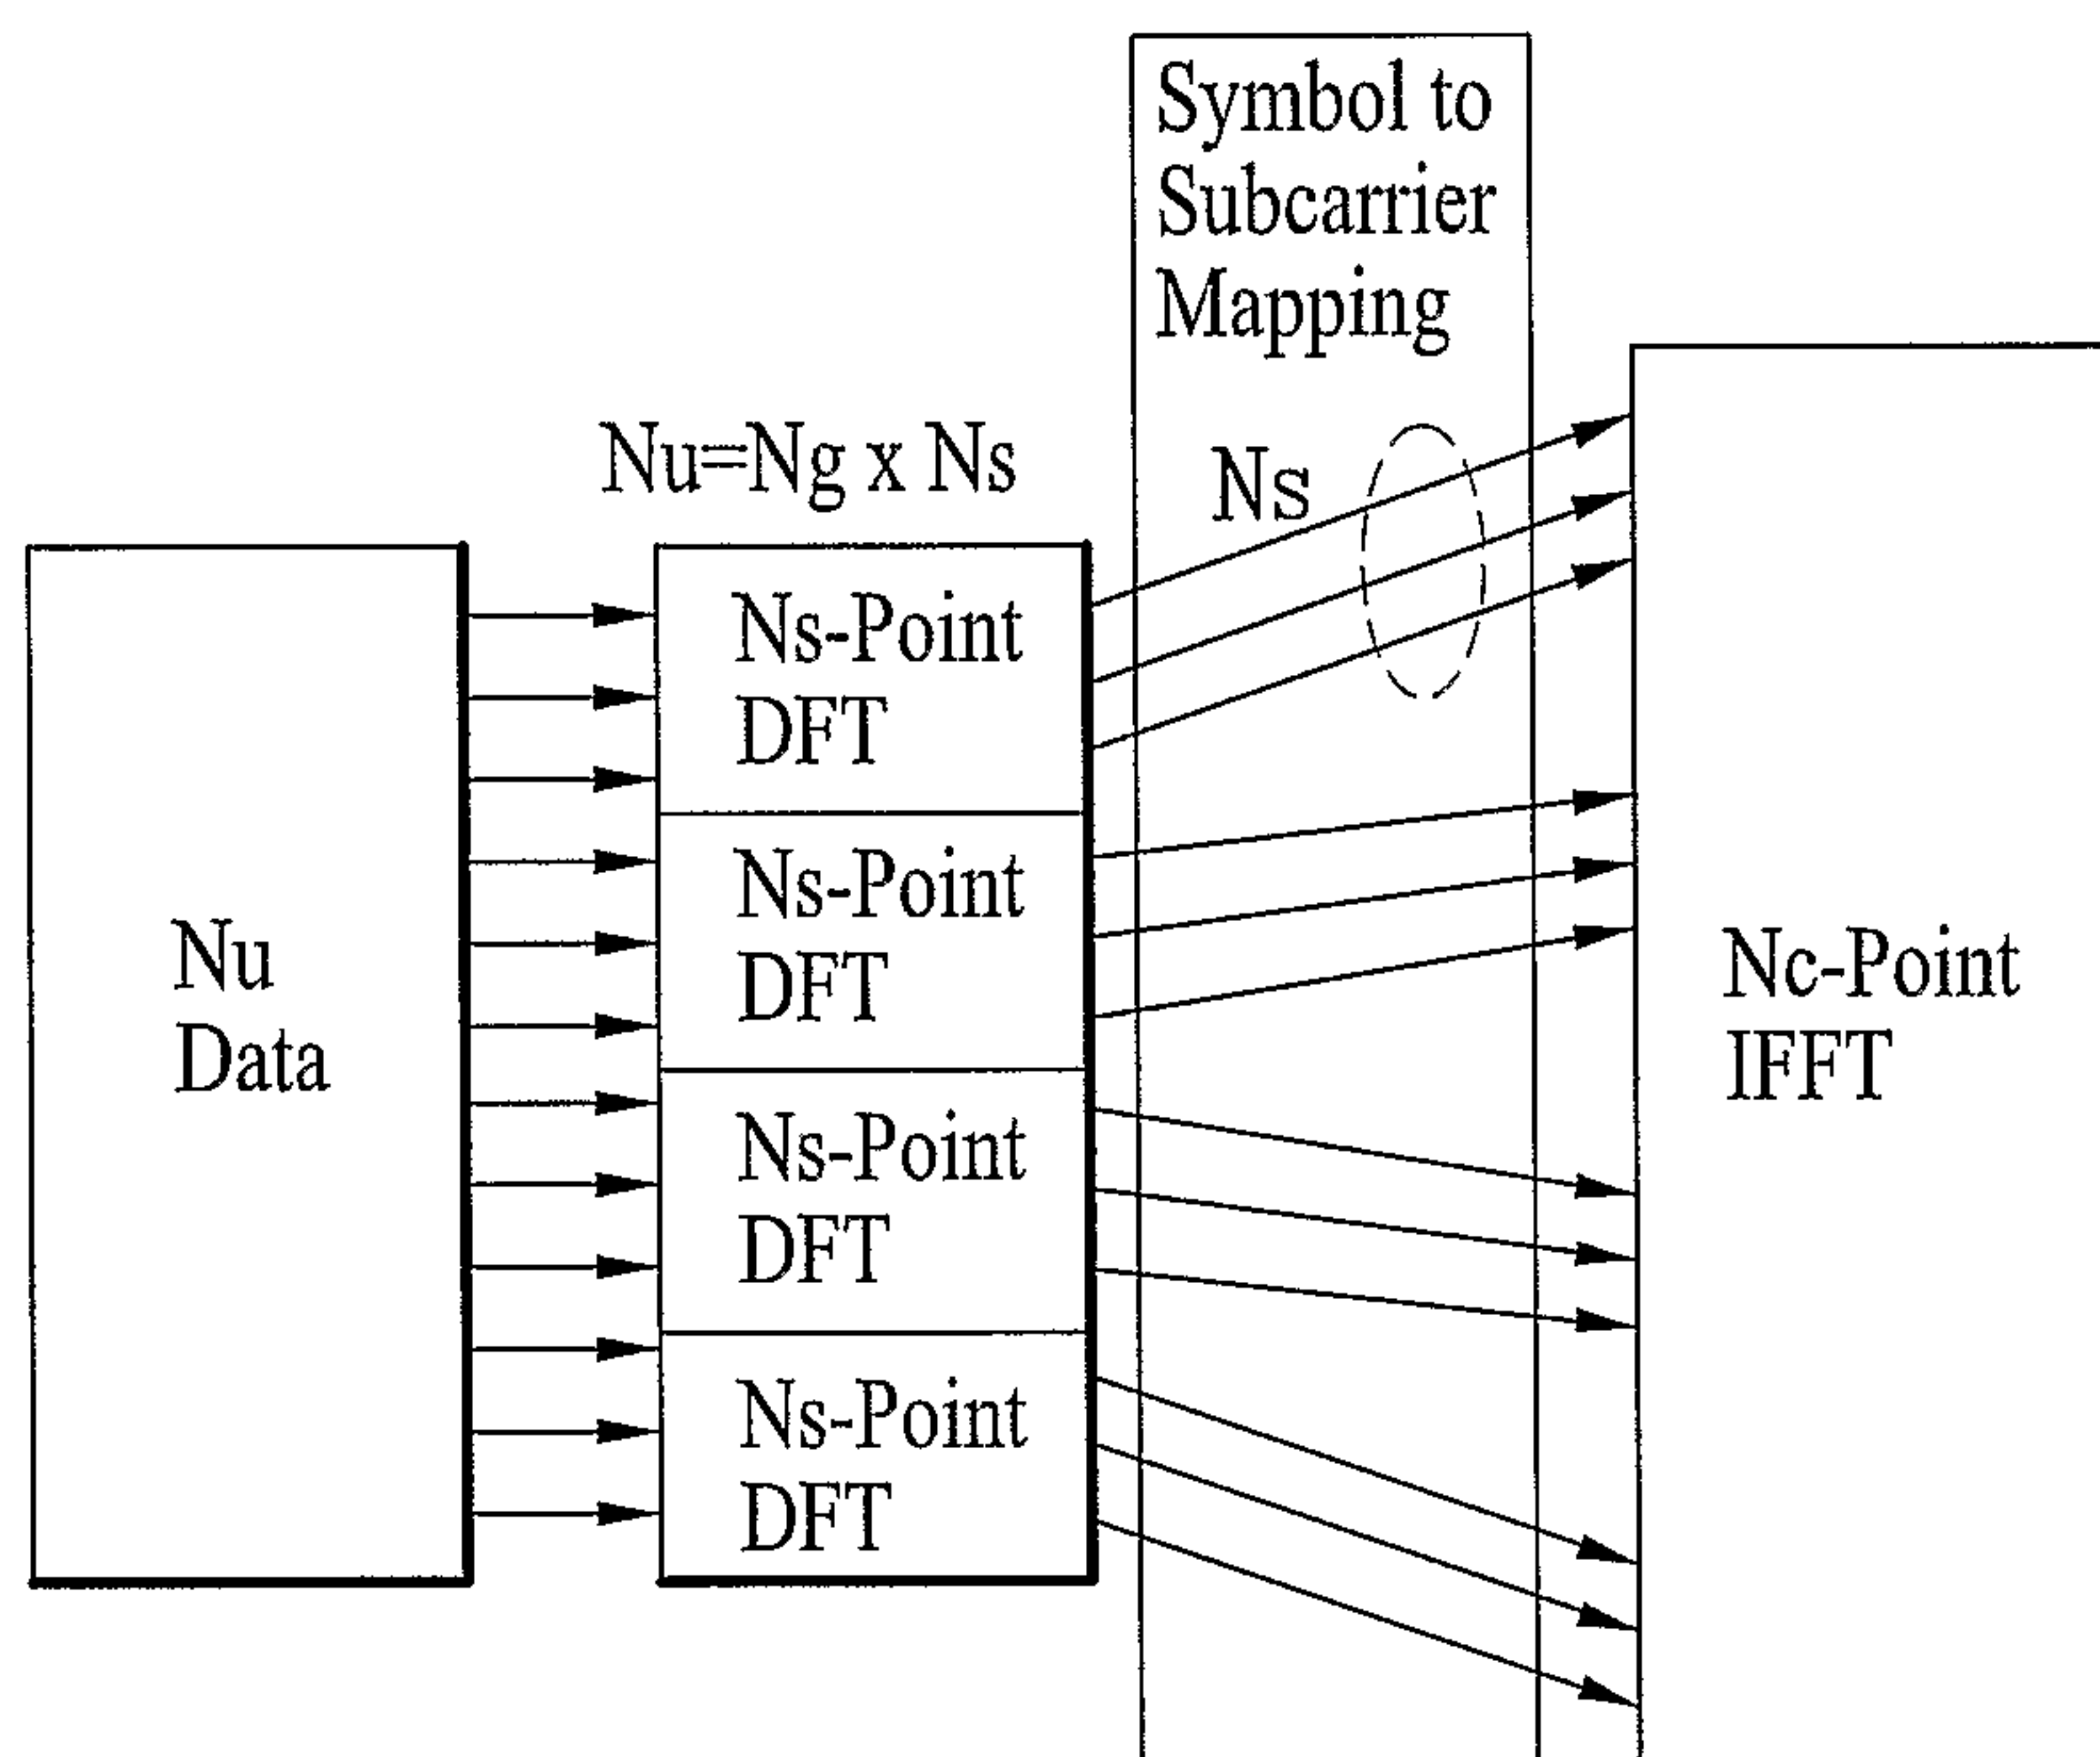 Symbol to
Subcarrier
Mapping
Nu=Ng x Ns
Ns
Ns-Point
DFT
Ns-Point
DFT
Ns-Point
DFT
Ns-Point
DFT
Nu
Data
Nc-Point
IFFT